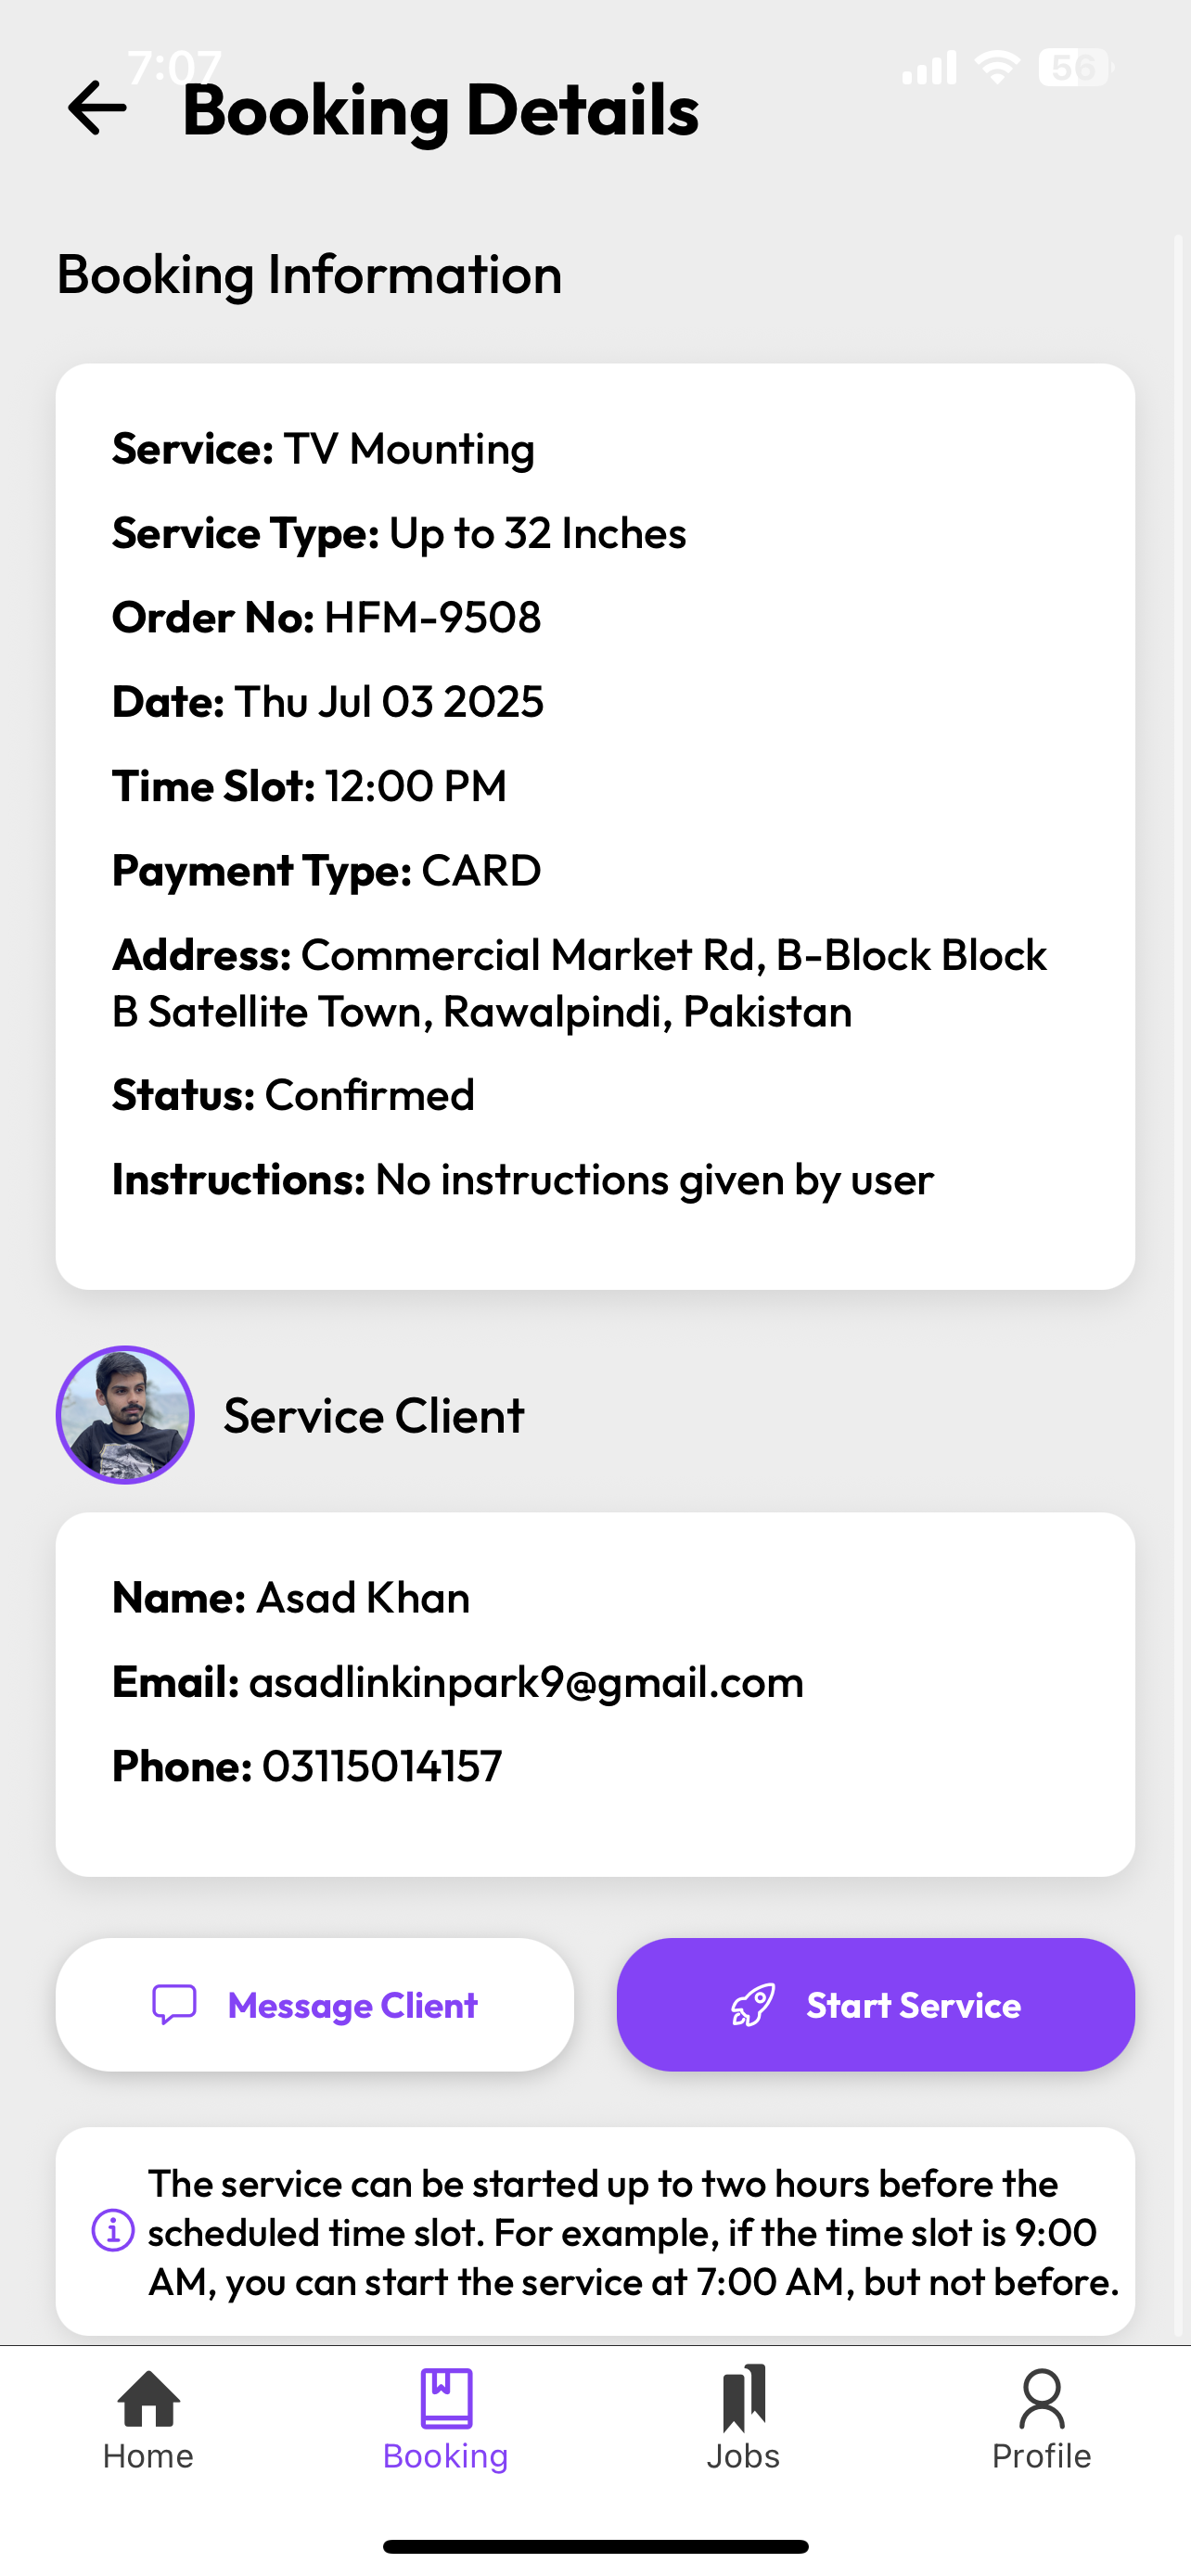 7:07
56
Booking Details
Booking Information
Service: TV Mounting
Service Type: Up to 32 Inches
Order No: HFM-9508
Date: Thu Jul 03 2025
Time Slot: 12:00 PM
Payment Type: CARD
Address: Commercial Market Rd, B-Block Block
B Satellite Town, Rawalpindi, Pakistan
Status: Confirmed
Instructions: No instructions given by user
Service Client
Name: Asad Khan
Email: asadlinkinpark9@gmail.com
Phone: 03115014157
Message Client
Start Service
The service can be started up to two hours before the
scheduled time slot. For example, if the time slot is 9:00
AM, you can start the service at 7:00 AM, but not before.
Home
Booking
Jobs
Profile